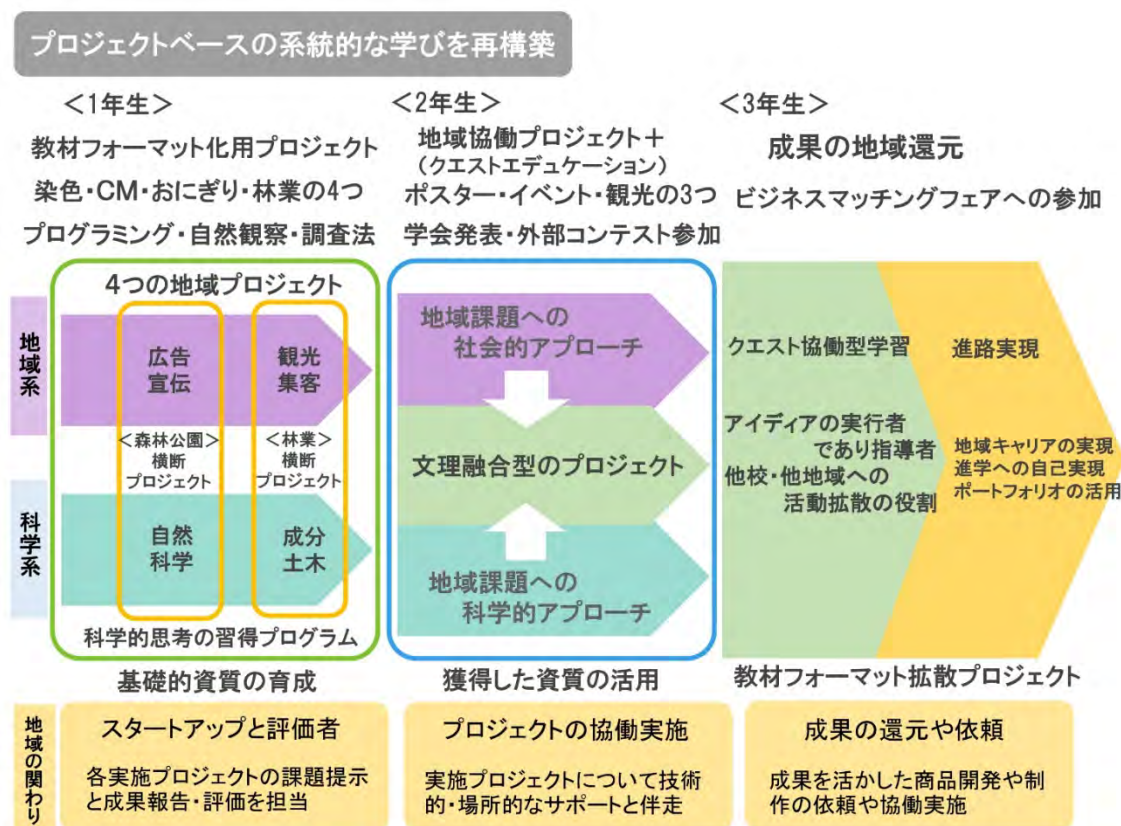 プロジェクトベースの系統的な学びを再構築
＜1年生＞
教材フォーマット化用プロジェクト
染色・CM・おにぎり・林業の4つ
プログラミング・自然観察・調査法
＜2年生＞
地域協働プロジェクト＋
（クエストエデュケーション）
ポスター・イベント・観光の3つ
学会発表・外部コンテスト参加
＜3年生＞
成果の地域還元
ビジネスマッチングフェアへの参加
地域系
科学系
4つの地域プロジェクト
広告
宣伝
観光
集客
＜森林公園＞
横断
プロジェクト
＜林業＞
横断
プロジェクト
自然
科学
成分
土木
科学的思考の習得プログラム
基礎的資質の育成
地域課題への
社会的アプローチ
文理融合型のプロジェクト
地域課題への
科学的アプローチ
獲得した資質の活用
クエスト協働型学習
アイディアの実行者
であり指導者
他校・他地域への
活動拡散の役割
進路実現
地域キャリアの実現
進学への自己実現
ポートフォリオの活用
教材フォーマット拡散プロジェクト
地域の関わり
スタートアップと評価者
各実施プロジェクトの課題提示
と成果報告・評価を担当
プロジェクトの協働実施
実施プロジェクトについて技術
的・場所的なサポートと伴走
成果の還元や依頼
成果を活かした商品開発や制
作の依頼や協働実施